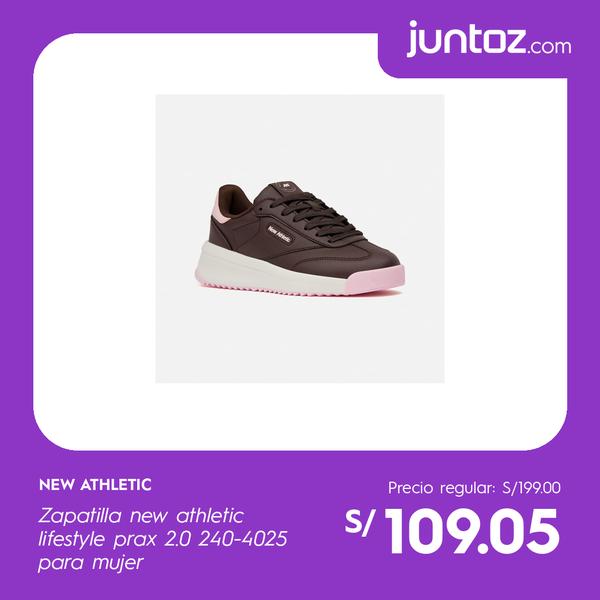 juntoz.com
New Athletic
NEW ATHLETIC
Zapatilla new athletic
lifestyle prax 2.0 240-4025
para mujer
Precio regular: S/199.00
S/ 109.05